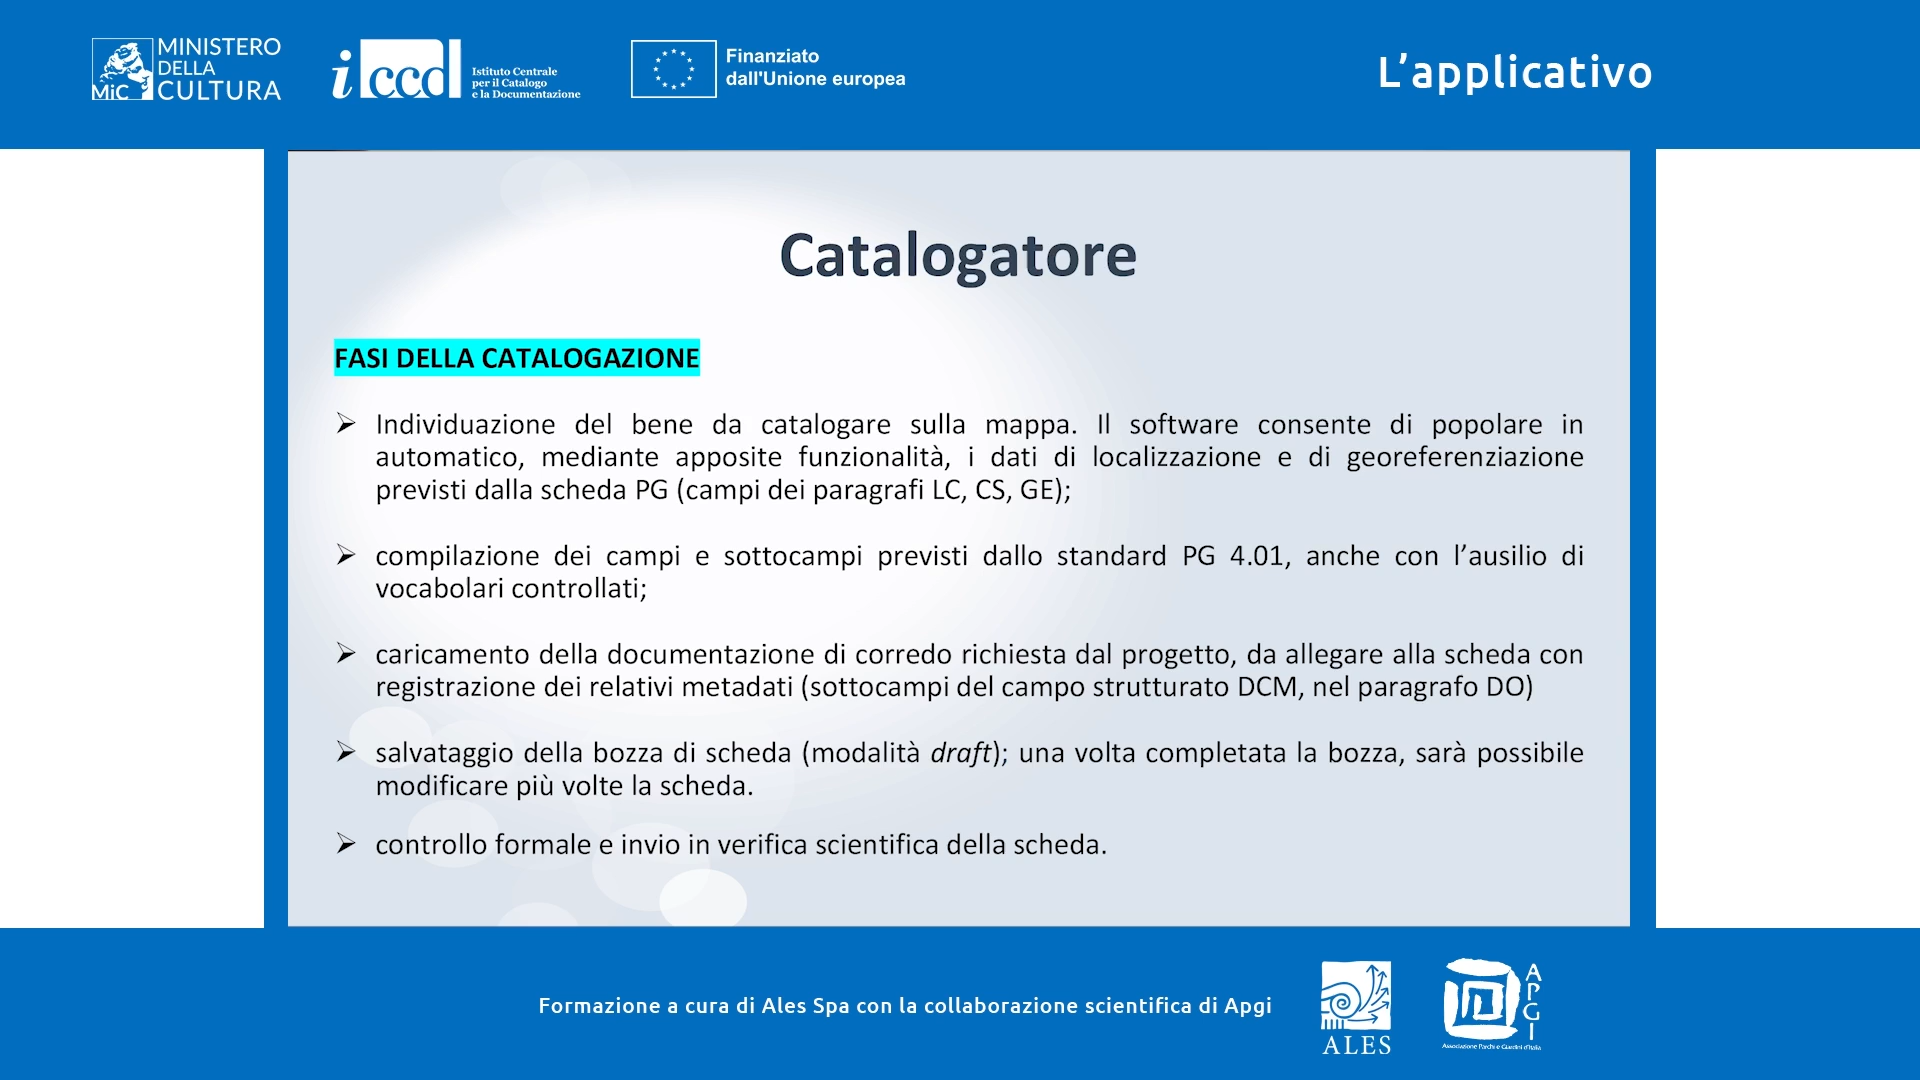 MiC
MINISTERO
DELLA
CULTURA
iccd
Istituto Centrale
per il Catalogo
e la Documentazione
Finanziato
dall'Unione europea
L’applicativo
Catalogatore
FASI DELLA CATALOGAZIONE
➢ Individuazione del bene da catalogare sulla mappa. Il software consente di popolare in
automatico, mediante apposite funzionalità, i dati di localizzazione e di georeferenziazione
previsti dalla scheda PG (campi dei paragrafi LC, CS, GE);
➢ compilazione dei campi e sottocampi previsti dallo standard PG 4.01, anche con l’ausilio di
vocabolari controllati;
➢ caricamento della documentazione di corredo richiesta dal progetto, da allegare alla scheda con
registrazione dei relativi metadati (sottocampi del campo strutturato DCM, nel paragrafo DO)
➢ salvataggio della bozza di scheda (modalità draft); una volta completata la bozza, sarà possibile
modificare più volte la scheda.
➢ controllo formale e invio in verifica scientifica della scheda.
Formazione a cura di Ales Spa con la collaborazione scientifica di Apgi
ALES
APGI
Associazione Parchi e Giardini d'Italia